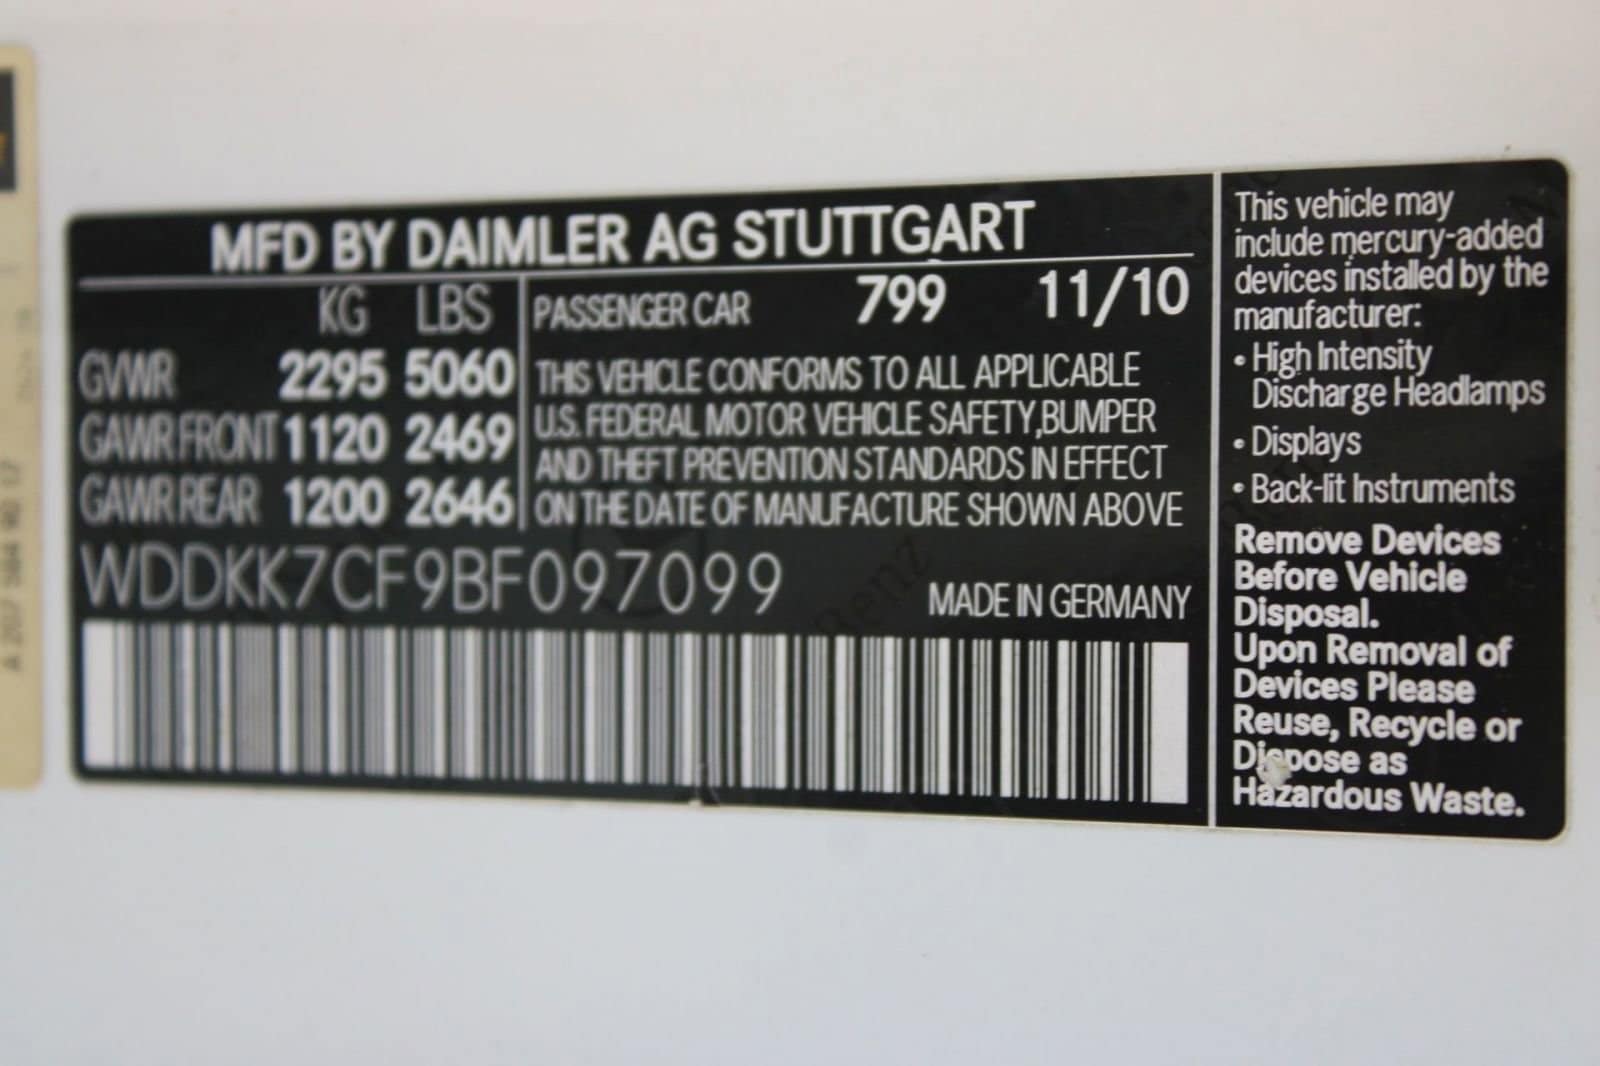 MFD BY DAIMLER AG STUTTGART
KG LBS
GVWR 2295 5060
GAWR FRONT 1120 2469
GAWR REAR 1200 2646
PASSENGER CAR 799 11/10
THIS VEHICLE CONFORMS TO ALL APPLICABLE
U.S. FEDERAL MOTOR VEHICLE SAFETY,BUMPER
AND THEFT PREVENTION STANDARDS IN EFFECT
ON THE DATE OF MANUFACTURE SHOWN ABOVE
WDDKK7CF9BF097099
MADE IN GERMANY
This vehicle may
include mercury-added
devices installed by the
manufacturer:
• High Intensity
Discharge Headlamps
• Displays
• Back-lit Instruments
Remove Devices
Before Vehicle
Disposal.
Upon Removal of
Devices Please
Reuse, Recycle or
Dispose as
Hazardous Waste.
A 207 584 90 17